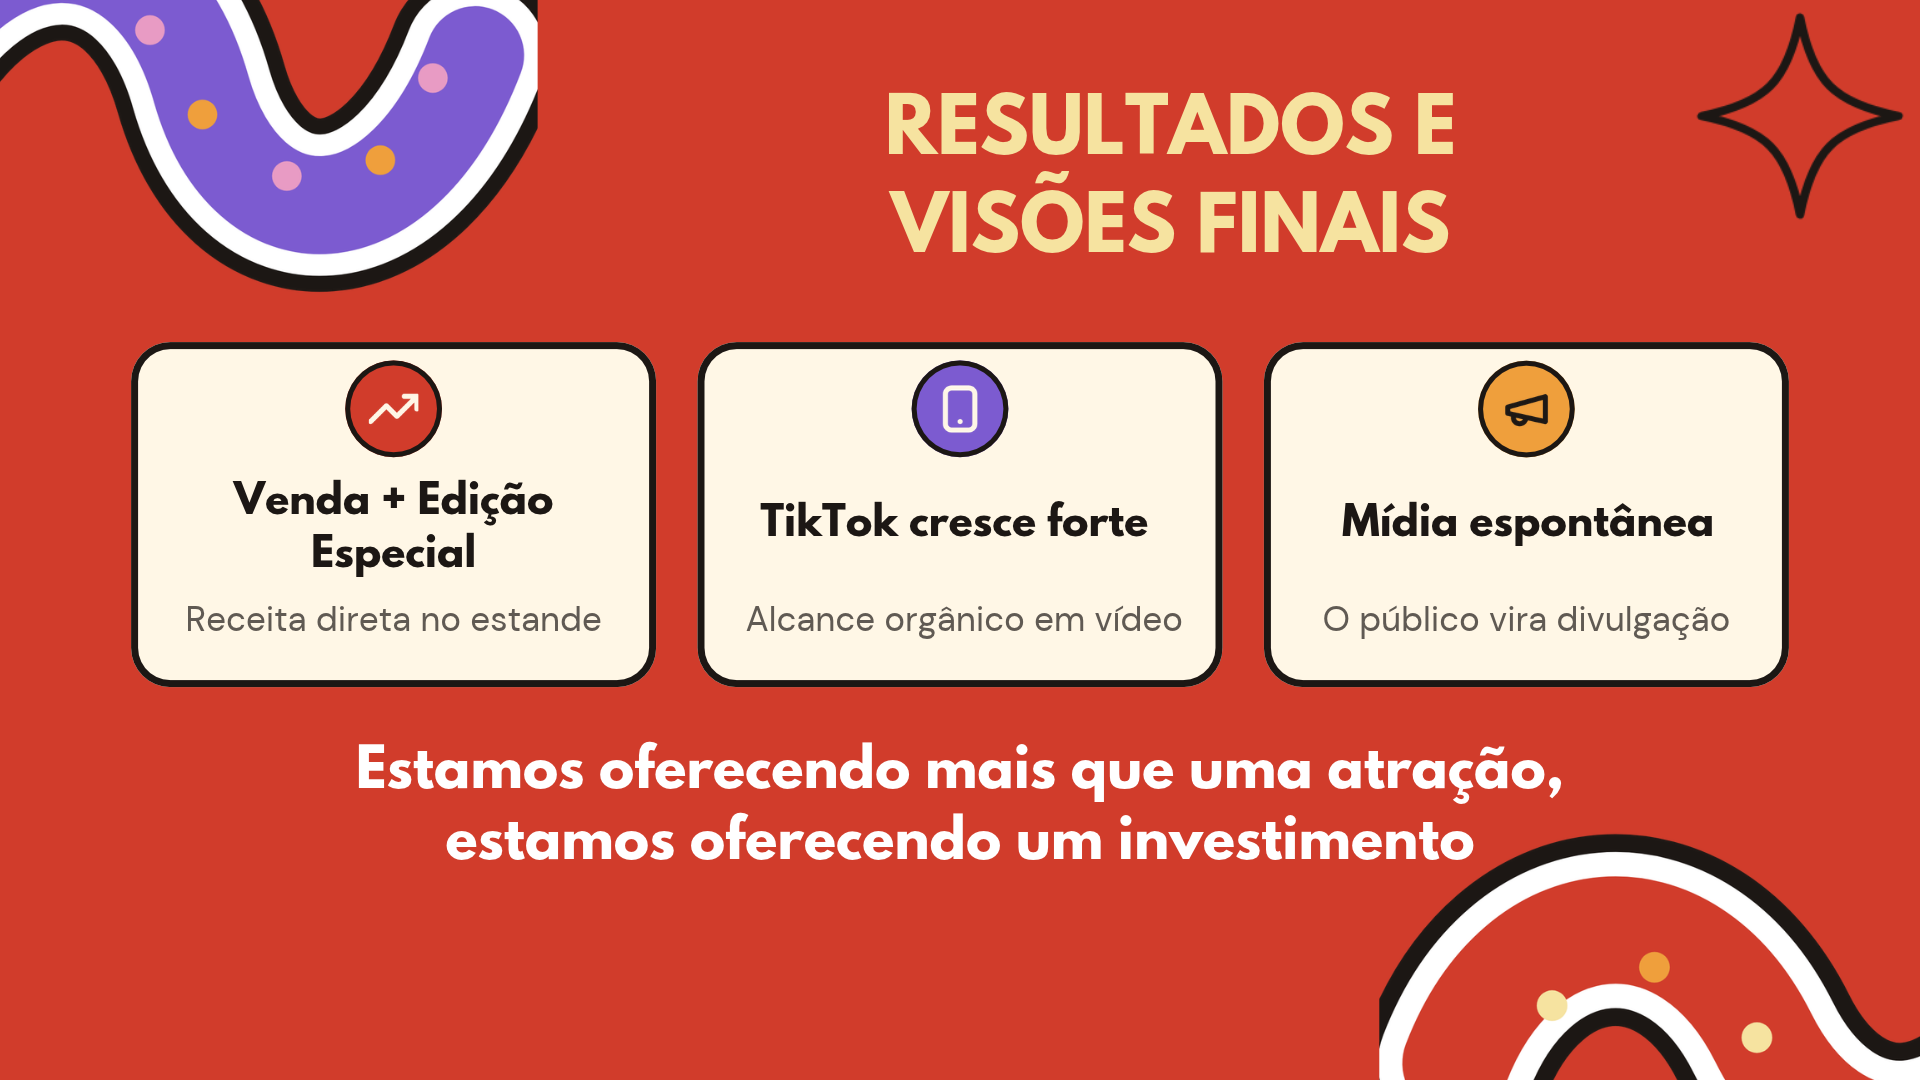 RESULTADOS E
VISÕES FINAIS
Venda + Edição
Especial
Receita direta no estande
TikTok cresce forte
Alcance orgânico em vídeo
Mídia espontânea
O público vira divulgação
Estamos oferecendo mais que uma atração,
estamos oferecendo um investimento